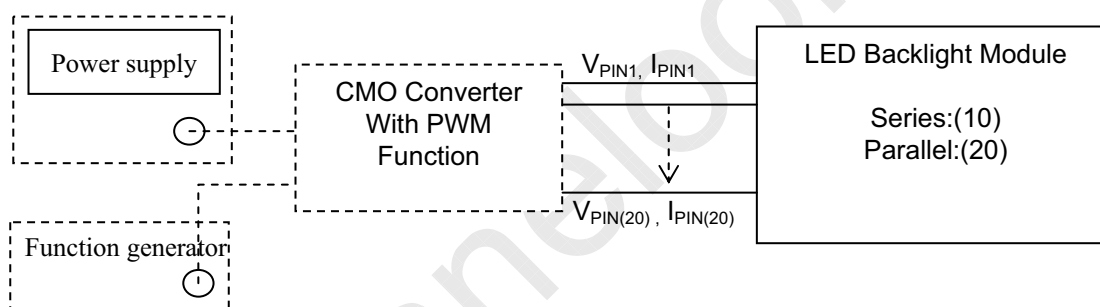 Power supply
CMO Converter
With PWM
Function
V_PIN1, I_PIN1
LED Backlight Module
Series:(10)
Parallel:(20)
V_PIN(20) , I_PIN(20)
Function generator